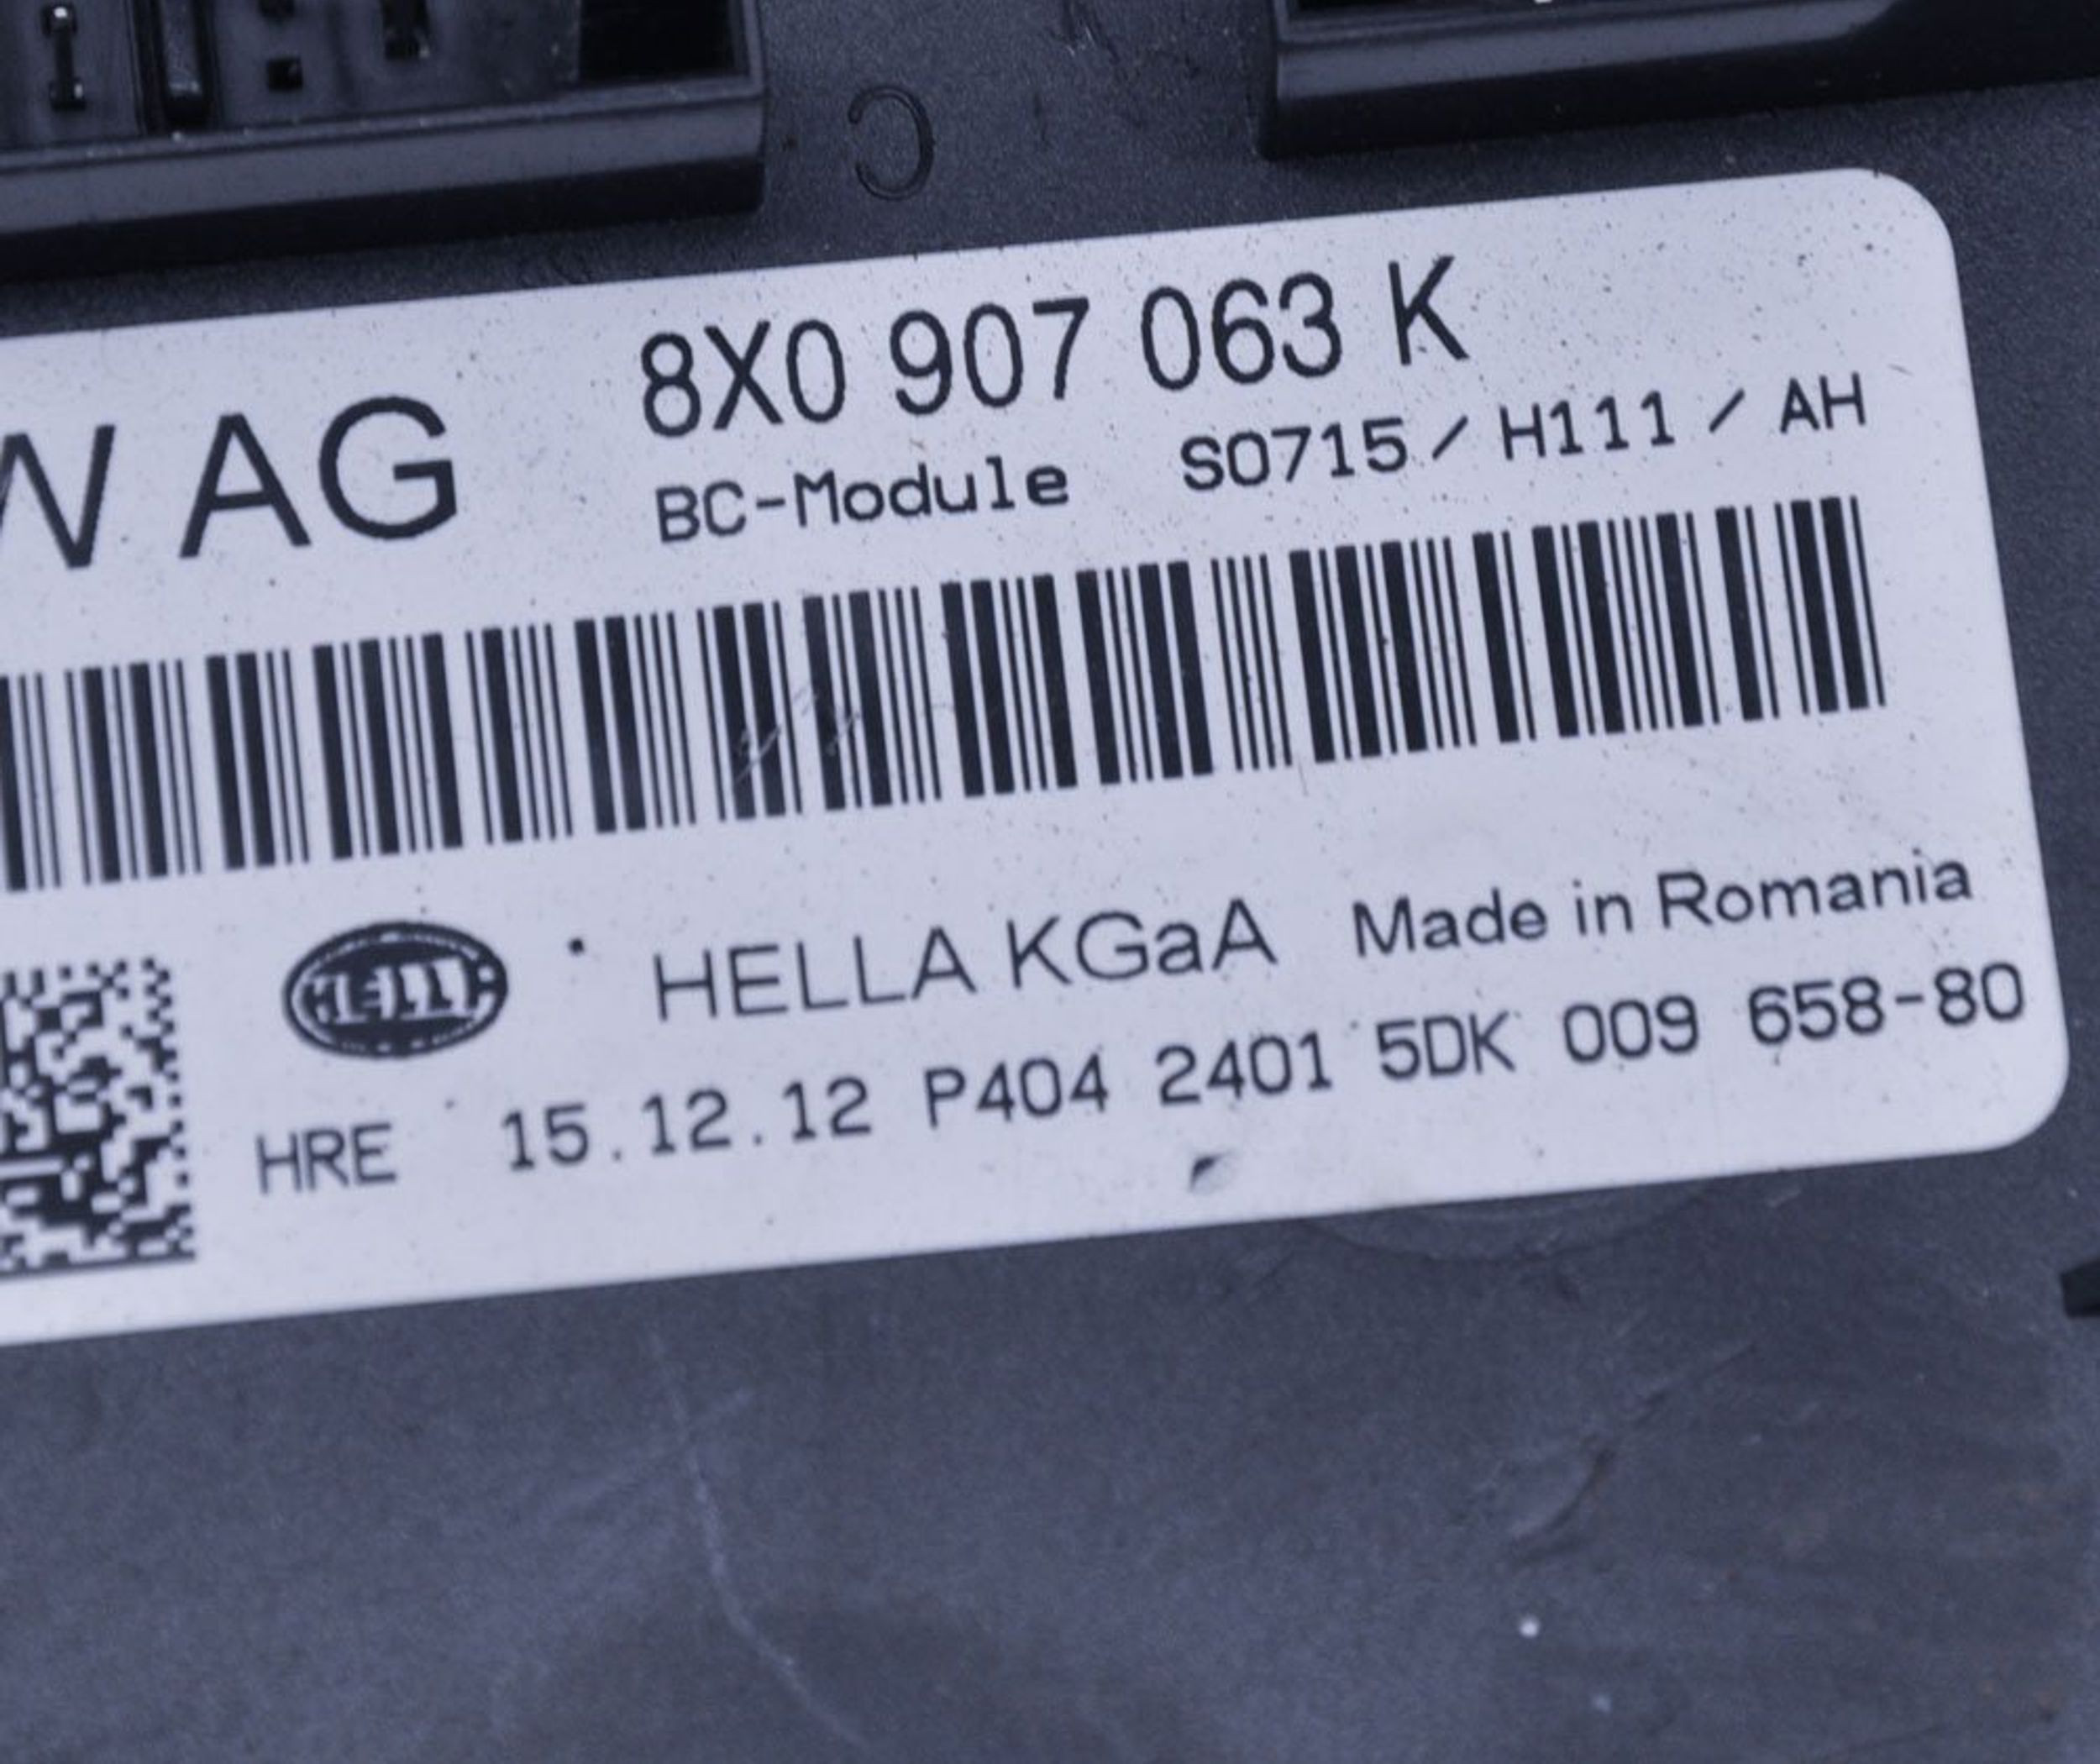 C
W AG
8X0 907 063 K
BC-Module S0715 / H111 / AH
HELLA
HELLA KGaA Made in Romania
HRE 15.12.12 P404 2401 5DK 009 658-80